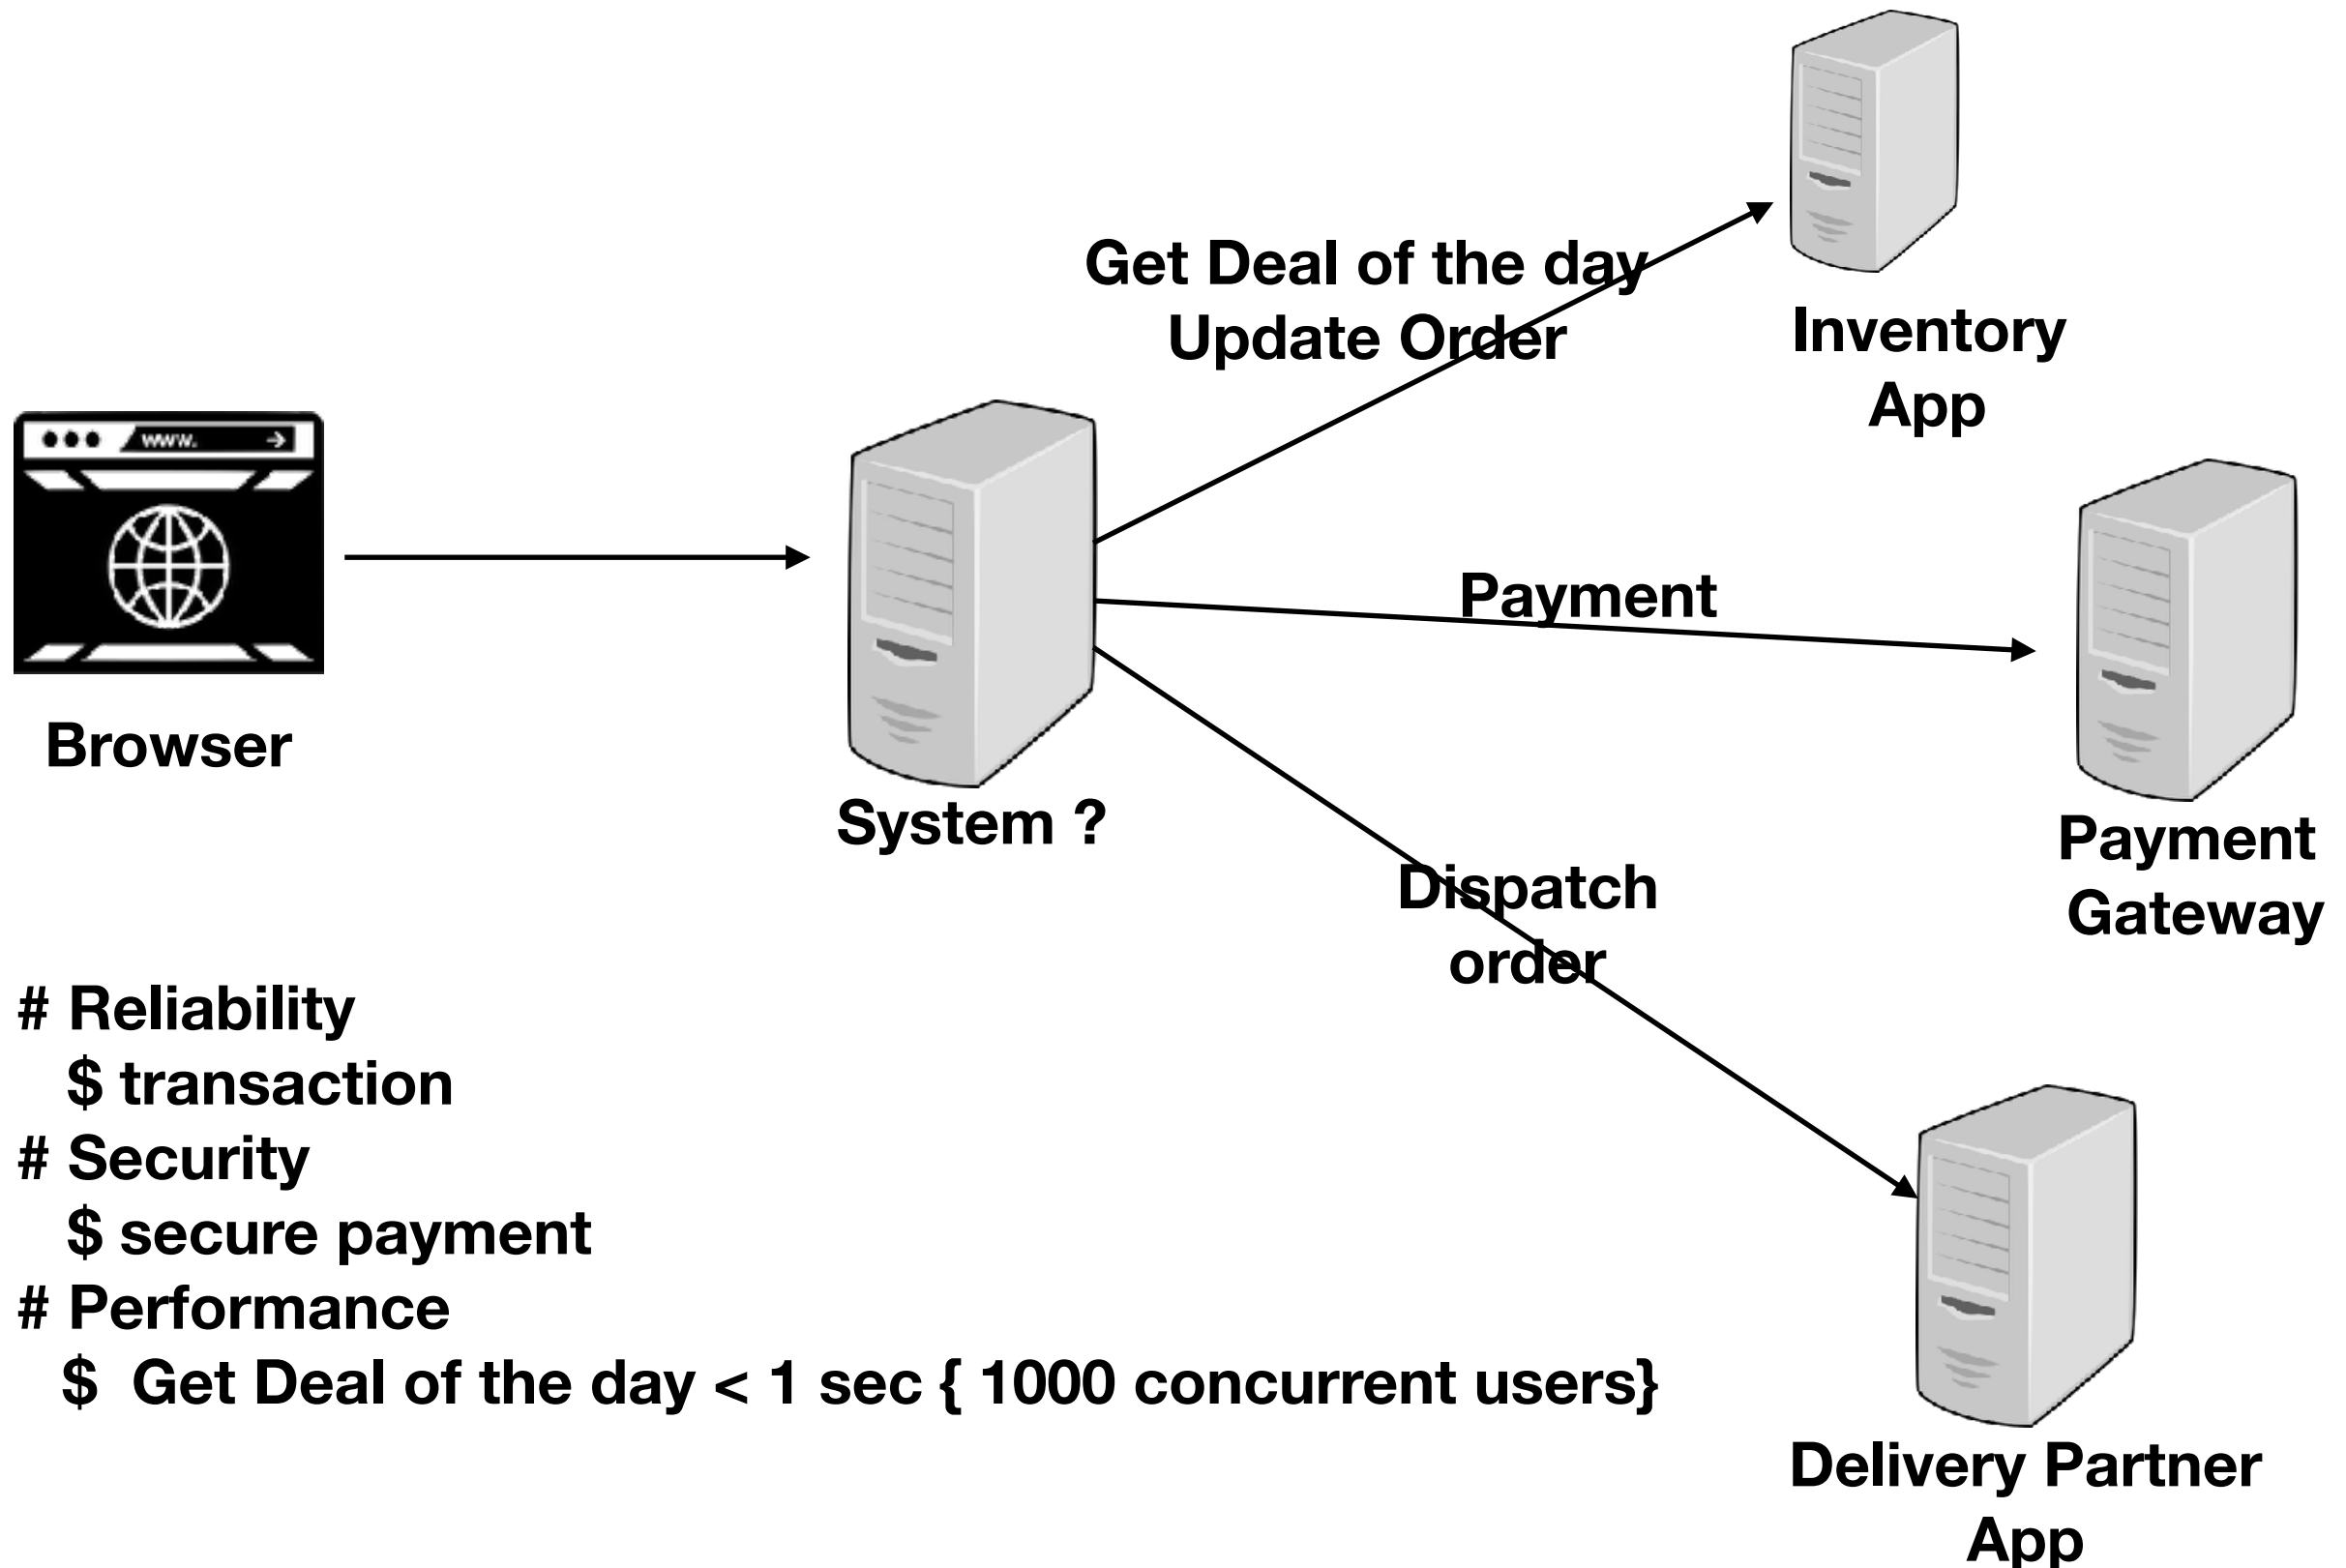 www.
Get Deal of the day
Update Order
Inventory
App
Browser
System ?
Payment
Payment
Gateway
Dispatch
order
# Reliability
$ transaction
# Security
$ secure payment
# Performance
$ Get Deal of the day < 1 sec { 1000 concurrent users}
Delivery Partner
App